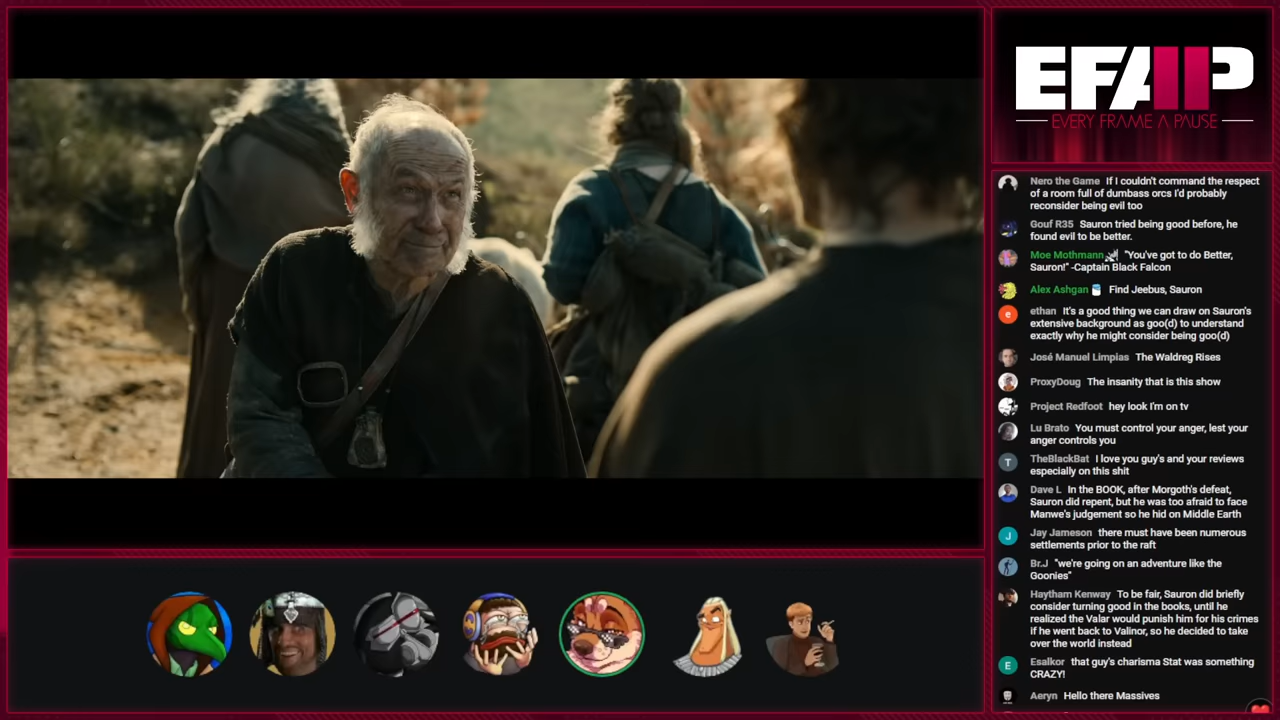 EFAP
EVERY FRAME A PAUSE
Nero the Game If I couldn't command the respect
of a room full of dumbass orcs I'd probably
reconsider being evil too
Gouf R35 Sauron tried being good before, he
found evil to be better.
Moe Mothmann "You've got to do Better,
Sauron!" -Captain Black Falcon
Alex Ashgan Find Jeebus, Sauron
e ethan It's a good thing we can draw on Sauron's
extensive background as goo(d) to understand
exactly why he might consider being goo(d)
José Manuel Limpias The Waldreg Rises
ProxyDoug The insanity that is this show
Project Redfoot hey look I'm on tv
Lu Brato You must control your anger, lest your
anger controls you
T TheBlackBat I love you guy's and your reviews
especially on this shit
Dave L In the BOOK, after Morgoth's defeat,
Sauron did repent, but he was too afraid to face
Manwe's judgement so he hid on Middle Earth
J Jay Jameson there must have been numerous
settlements prior to the raft
Br.J "we're going on an adventure like the
Goonies"
Haytham Kenway To be fair, Sauron did briefly
consider turning good in the books, until he
realized the Valar would punish him for his crimes
if he went back to Valinor, so he decided to take
over the world instead
E Esalkor that guy's charisma Stat was something
CRAZY!
Aeryn Hello there Massives